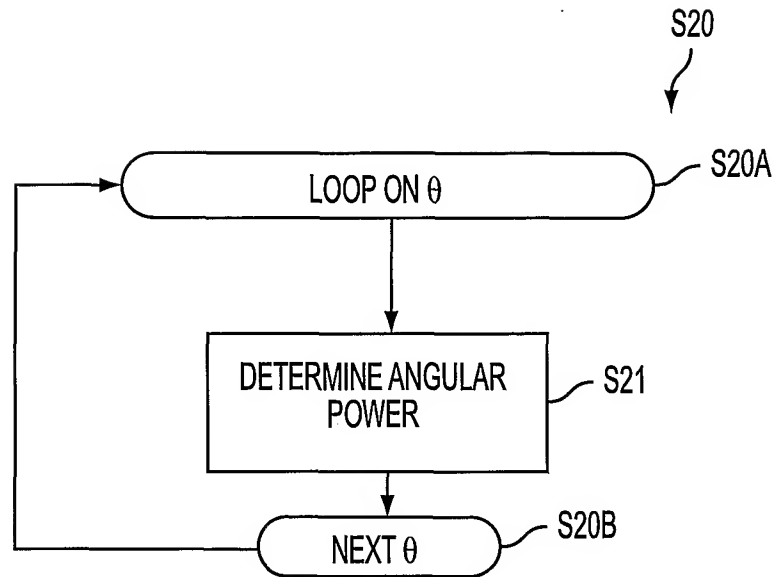 S20
LOOP ON θ
S20A
DETERMINE ANGULAR
POWER
S21
NEXT θ
S20B